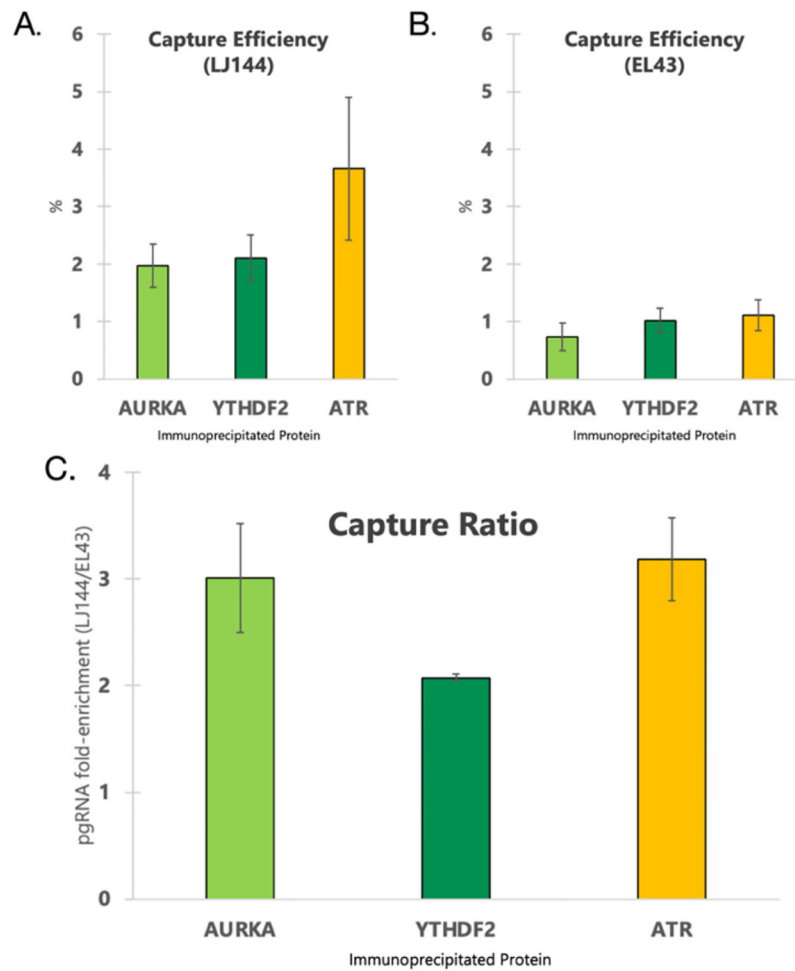 A.
Capture Efficiency
(LJ144)
6
5
4
3
2
1
0
%
AURKA YTHDF2 ATR
Immunoprecipitated Protein
B.
Capture Efficiency
(EL43)
6
5
4
3
2
1
0
%
AURKA YTHDF2 ATR
Immunoprecipitated Protein
C.
Capture Ratio
4
3
2
1
0
pgRNA fold-enrichment (LJ144/EL43)
AURKA YTHDF2 ATR
Immunoprecipitated Protein